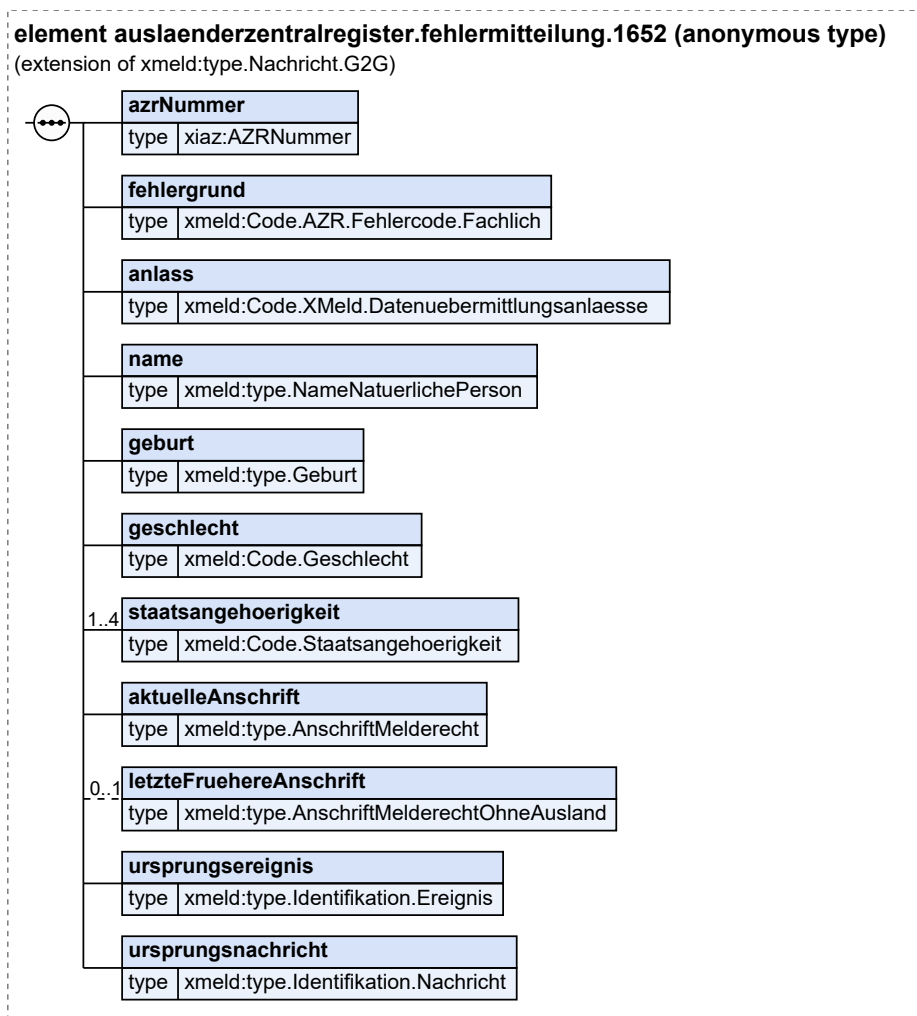 element auslaenderzentralregister.fehlermitteilung.1652 (anonymous type)
(extension of xmeld:type.Nachricht.G2G)
azrNummer
type xiaz:AZRNummer
fehlergrund
type xmeld:Code.AZR.Fehlercode.Fachlich
anlass
type xmeld:Code.XMeld.Datenuebermittlungsanlaesse
name
type xmeld:type.NameNatuerlichePerson
geburt
type xmeld:type.Geburt
geschlecht
type xmeld:Code.Geschlecht
1..4 staatsangehoerigkeit
type xmeld:Code.Staatsangehoerigkeit
aktuelleAnschrift
type xmeld:type.AnschriftMelderecht
0..1 letzteFruehereAnschrift
type xmeld:type.AnschriftMelderechtOhneAusland
ursprungsereignis
type xmeld:type.Identifikation.Ereignis
ursprungsnachricht
type xmeld:type.Identifikation.Nachricht